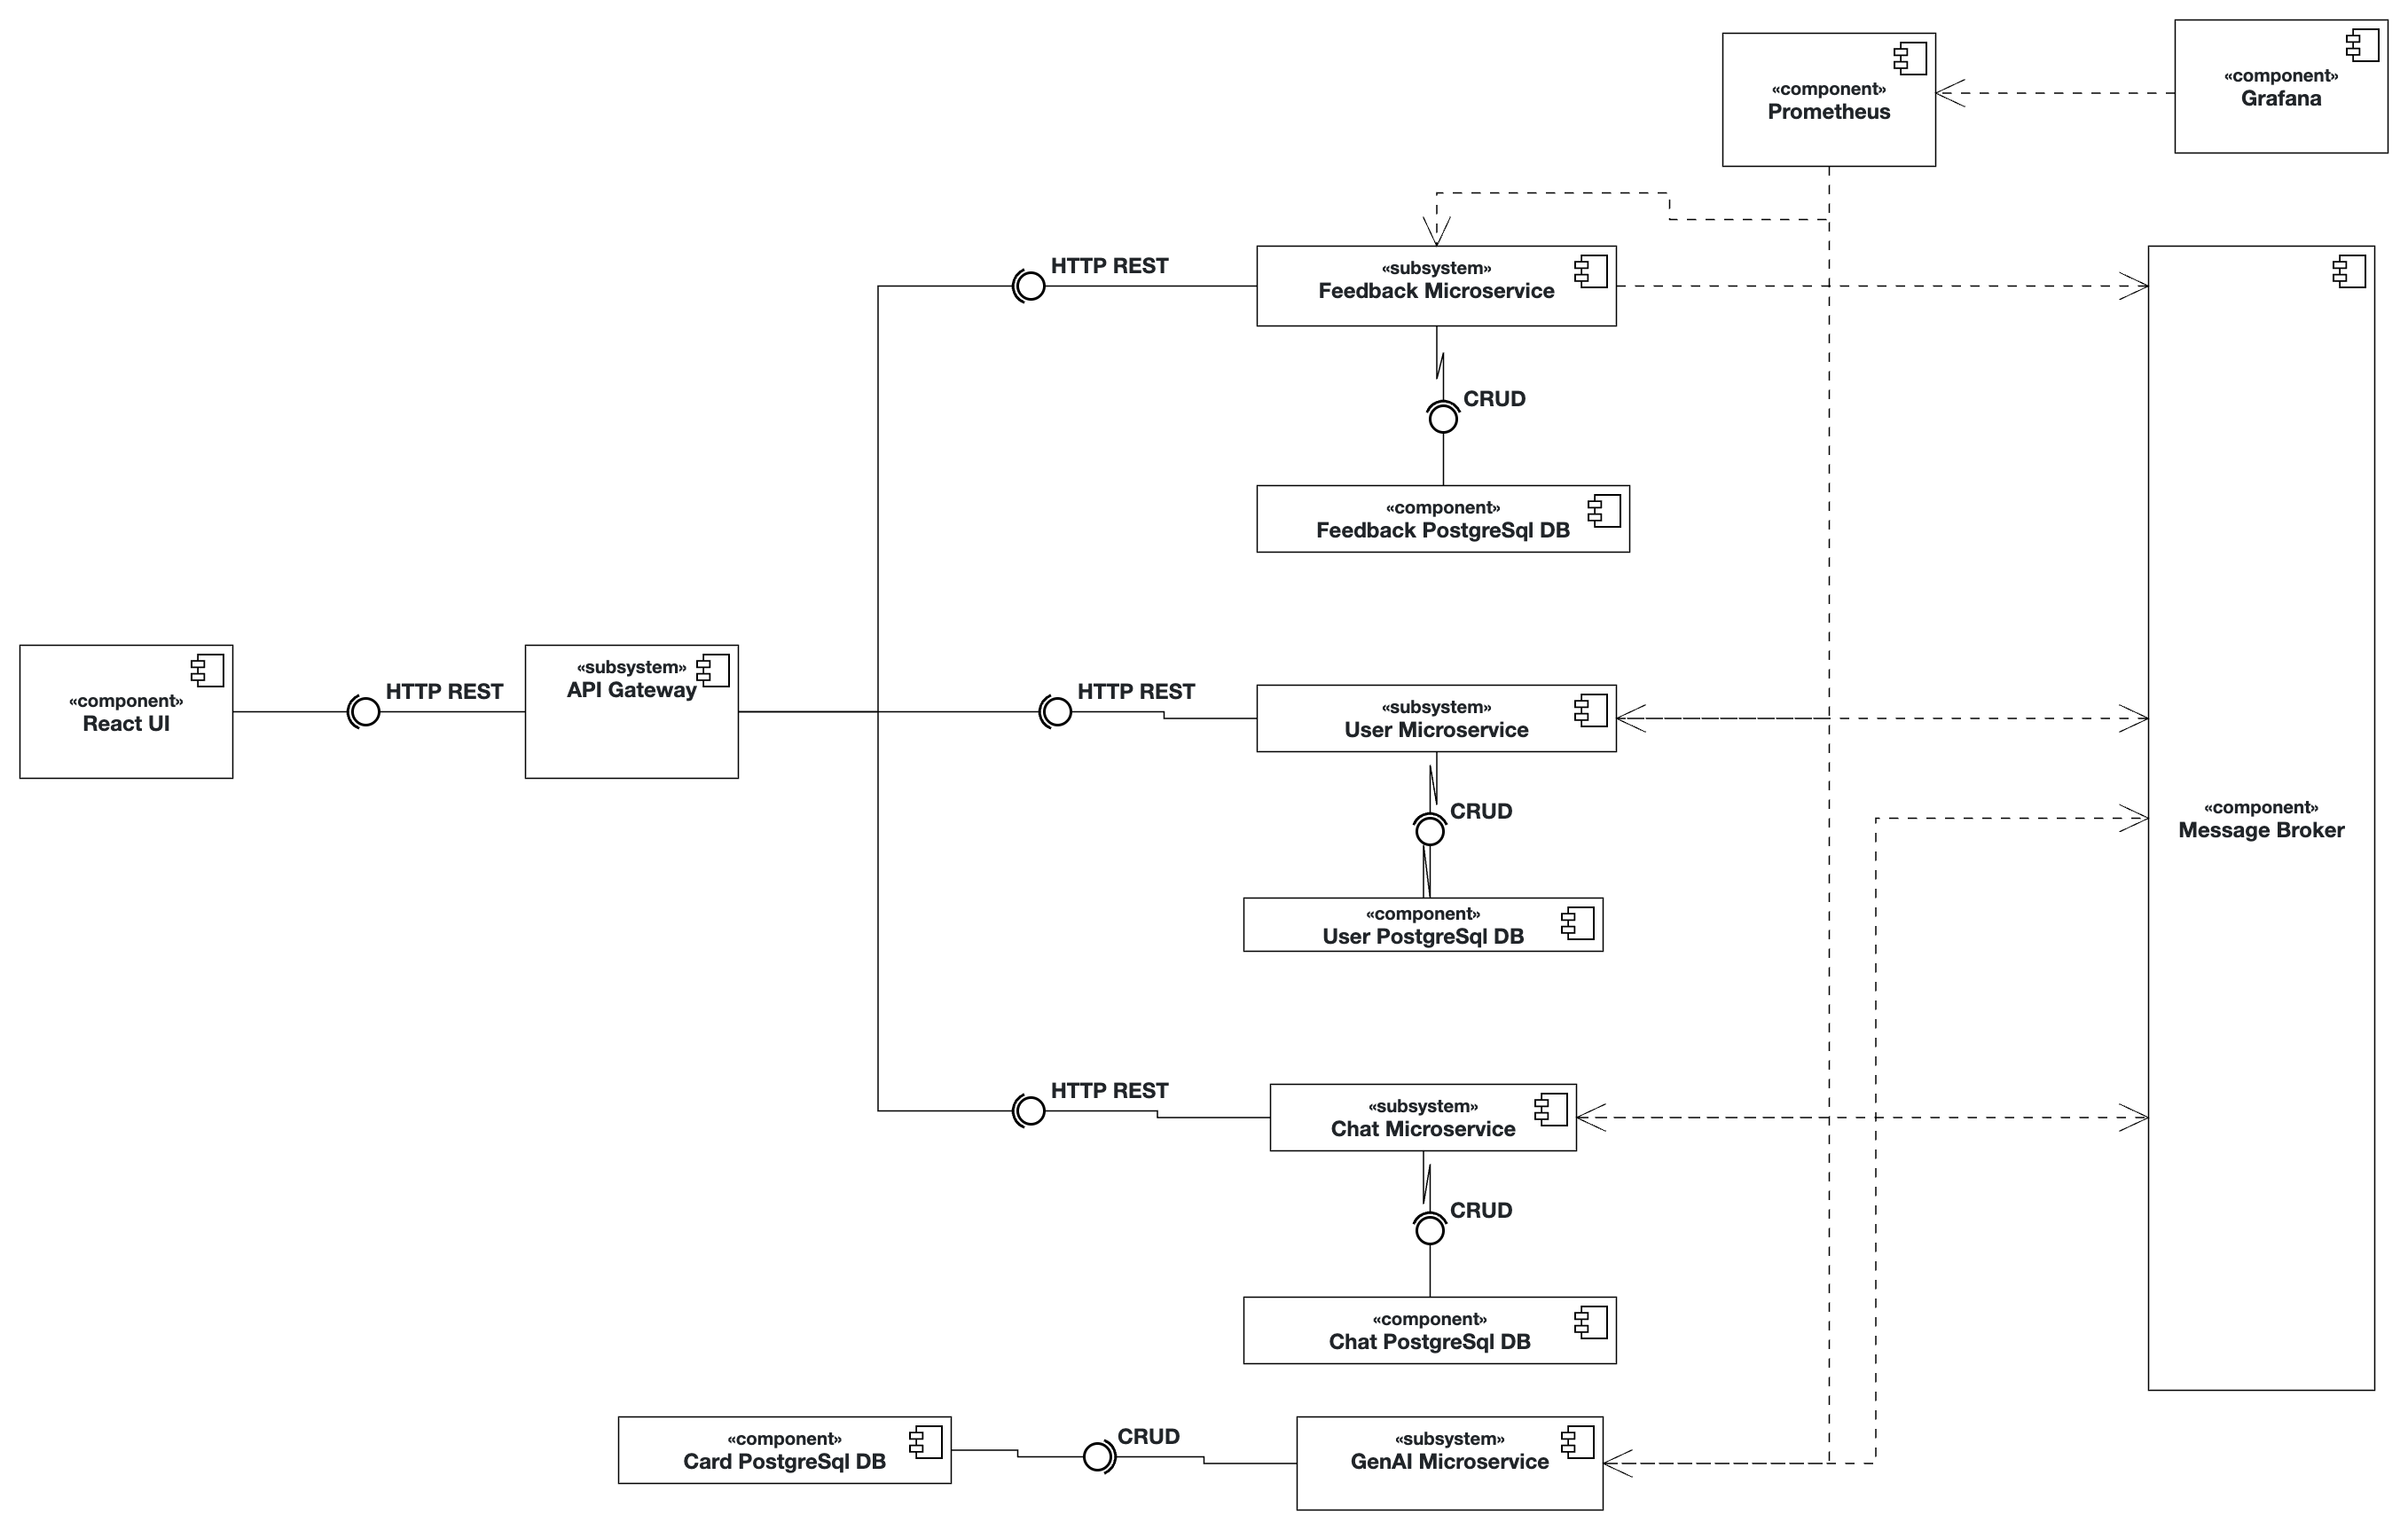 «component»
Prometheus
«component»
Grafana
HTTP REST
«subsystem»
Feedback Microservice
CRUD
«component»
Feedback PostgreSql DB
«component»
React UI
HTTP REST
«subsystem»
API Gateway
HTTP REST
«subsystem»
User Microservice
CRUD
«component»
Message Broker
«component»
User PostgreSql DB
HTTP REST
«subsystem»
Chat Microservice
CRUD
«component»
Chat PostgreSql DB
«component»
Card PostgreSql DB
CRUD
«subsystem»
GenAI Microservice